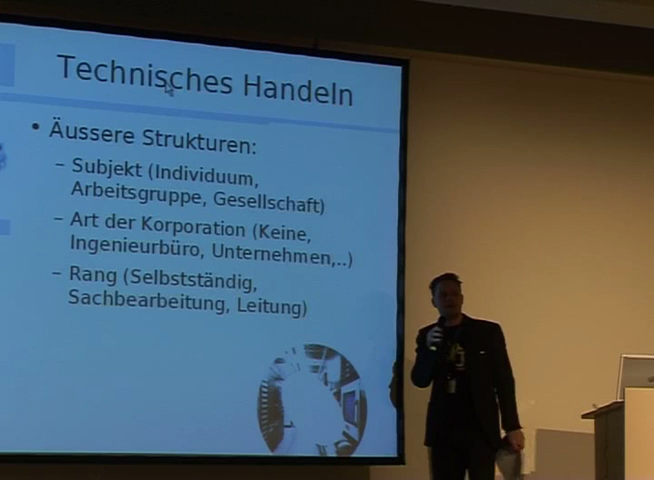 Technisches Handeln
• Äussere Strukturen:
– Subjekt (Individuum,
Arbeitsgruppe, Gesellschaft)
– Art der Korporation (Keine,
Ingenieurbüro, Unternehmen,..)
– Rang (Selbstständig,
Sachbearbeitung, Leitung)